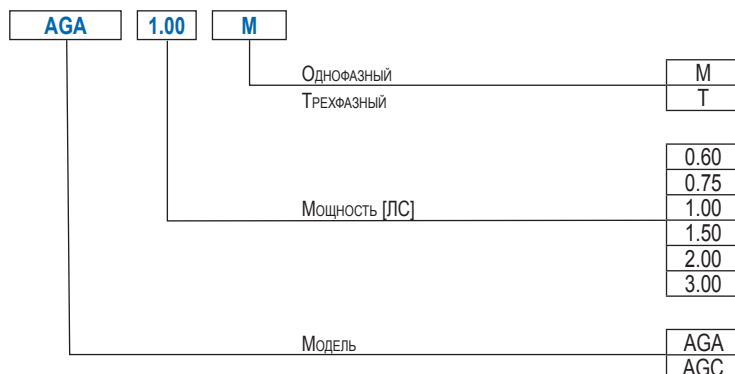 AGA 1.00 M
Однофазный M
Трехфазный T
0.60
0.75
Мощность [ЛС] 1.00
1.50
2.00
3.00
Модель AGA
AGC